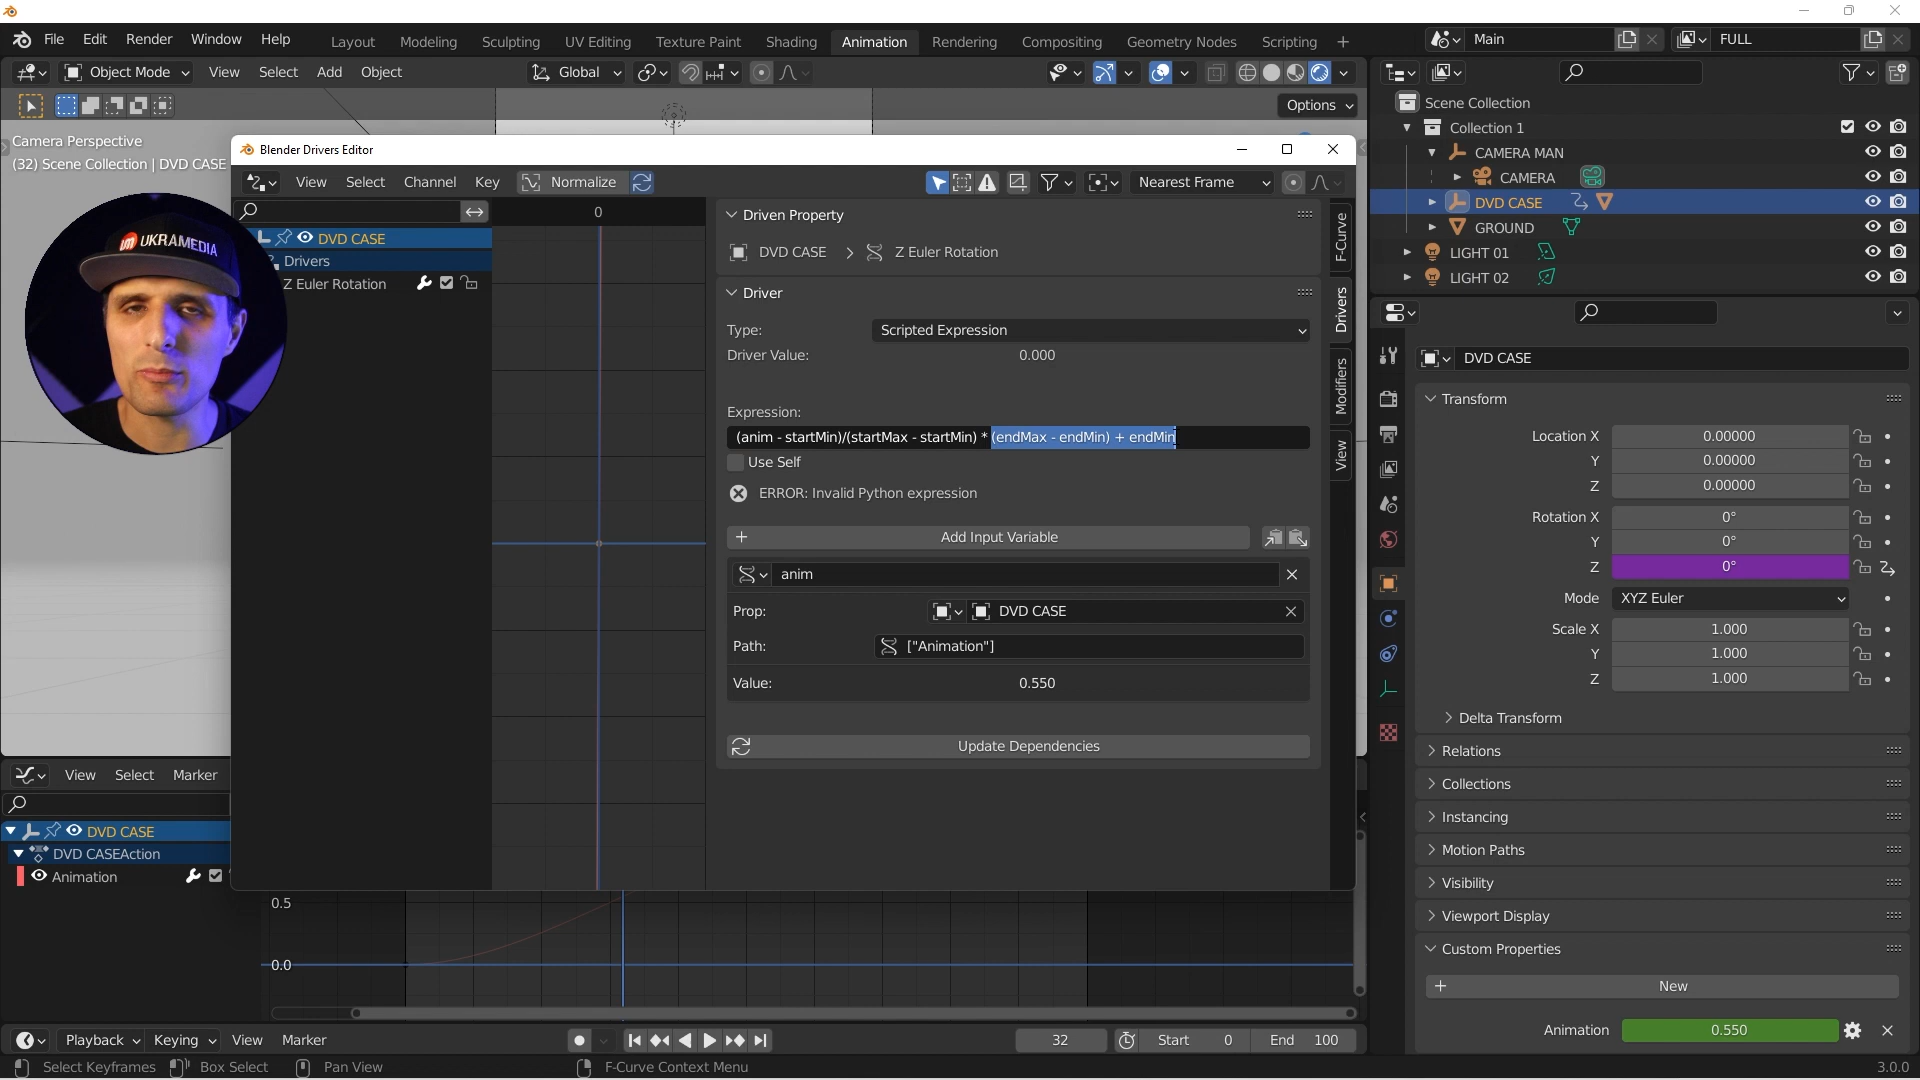 File Edit Render Window Help Layout Modeling Sculpting UV Editing Texture Paint Shading Animation Rendering Compositing Geometry Nodes Scripting + Main FULL
Object Mode View Select Add Object Global
Options
Camera Perspective
(32) Scene Collection | DVD CASE
Scene Collection
Collection 1
CAMERA MAN
CAMERA
DVD CASE
GROUND
LIGHT 01
LIGHT 02
Blender Drivers Editor
View Select Channel Key Normalize Nearest Frame
0
DVD CASE
Drivers
Z Euler Rotation
UKRAMEDIA
Driven Property
DVD CASE Z Euler Rotation
Driver
Type: Scripted Expression
Driver Value: 0.000
Expression:
(anim - startMin)/(startMax - startMin) * (endMax - endMin) + endMin
Use Self
ERROR: Invalid Python expression
+ Add Input Variable
anim
Prop: DVD CASE
Path: ["Animation"]
Value: 0.550
Update Dependencies
F-Curve
Drivers
Modifiers
View
DVD CASE
Transform
Location X 0.00000
Y 0.00000
Z 0.00000
Rotation X 0°
Y 0°
Z 0°
Mode XYZ Euler
Scale X 1.000
Y 1.000
Z 1.000
Delta Transform
Relations
Collections
Instancing
Motion Paths
Visibility
Viewport Display
Custom Properties
+ New
Animation 0.550
View Select Marker
DVD CASE
DVD CASEAction
Animation
0.5
0.0
Playback Keying View Marker 32 Start 0 End 100
Select Keyframes Box Select Pan View F-Curve Context Menu 3.0.0